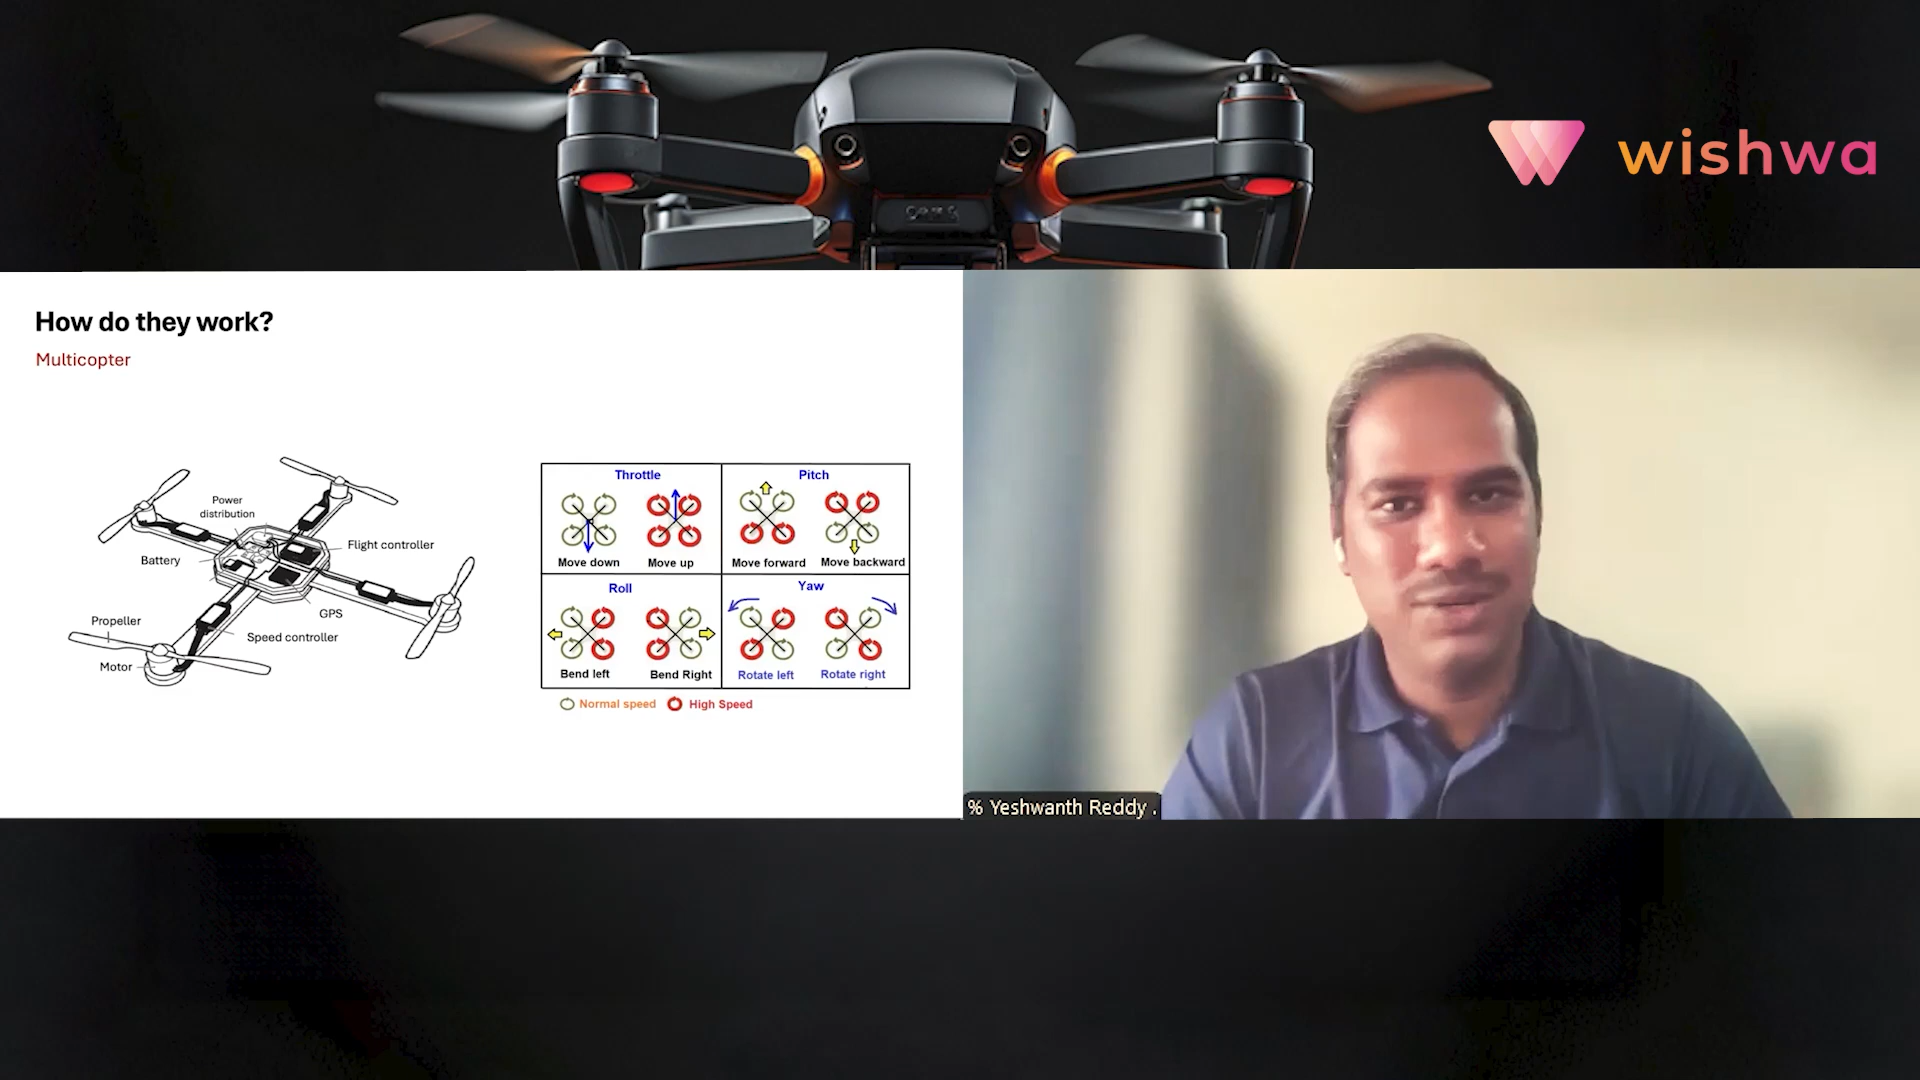 wishwa
How do they work?
Multicopter
Power
distribution
Battery
Flight controller
GPS
Propeller
Speed controller
Motor
Throttle
Pitch
Move down
Move up
Move forward
Move backward
Roll
Yaw
Bend left
Bend Right
Rotate left
Rotate right
Normal speed
High Speed
% Yeshwanth Reddy .